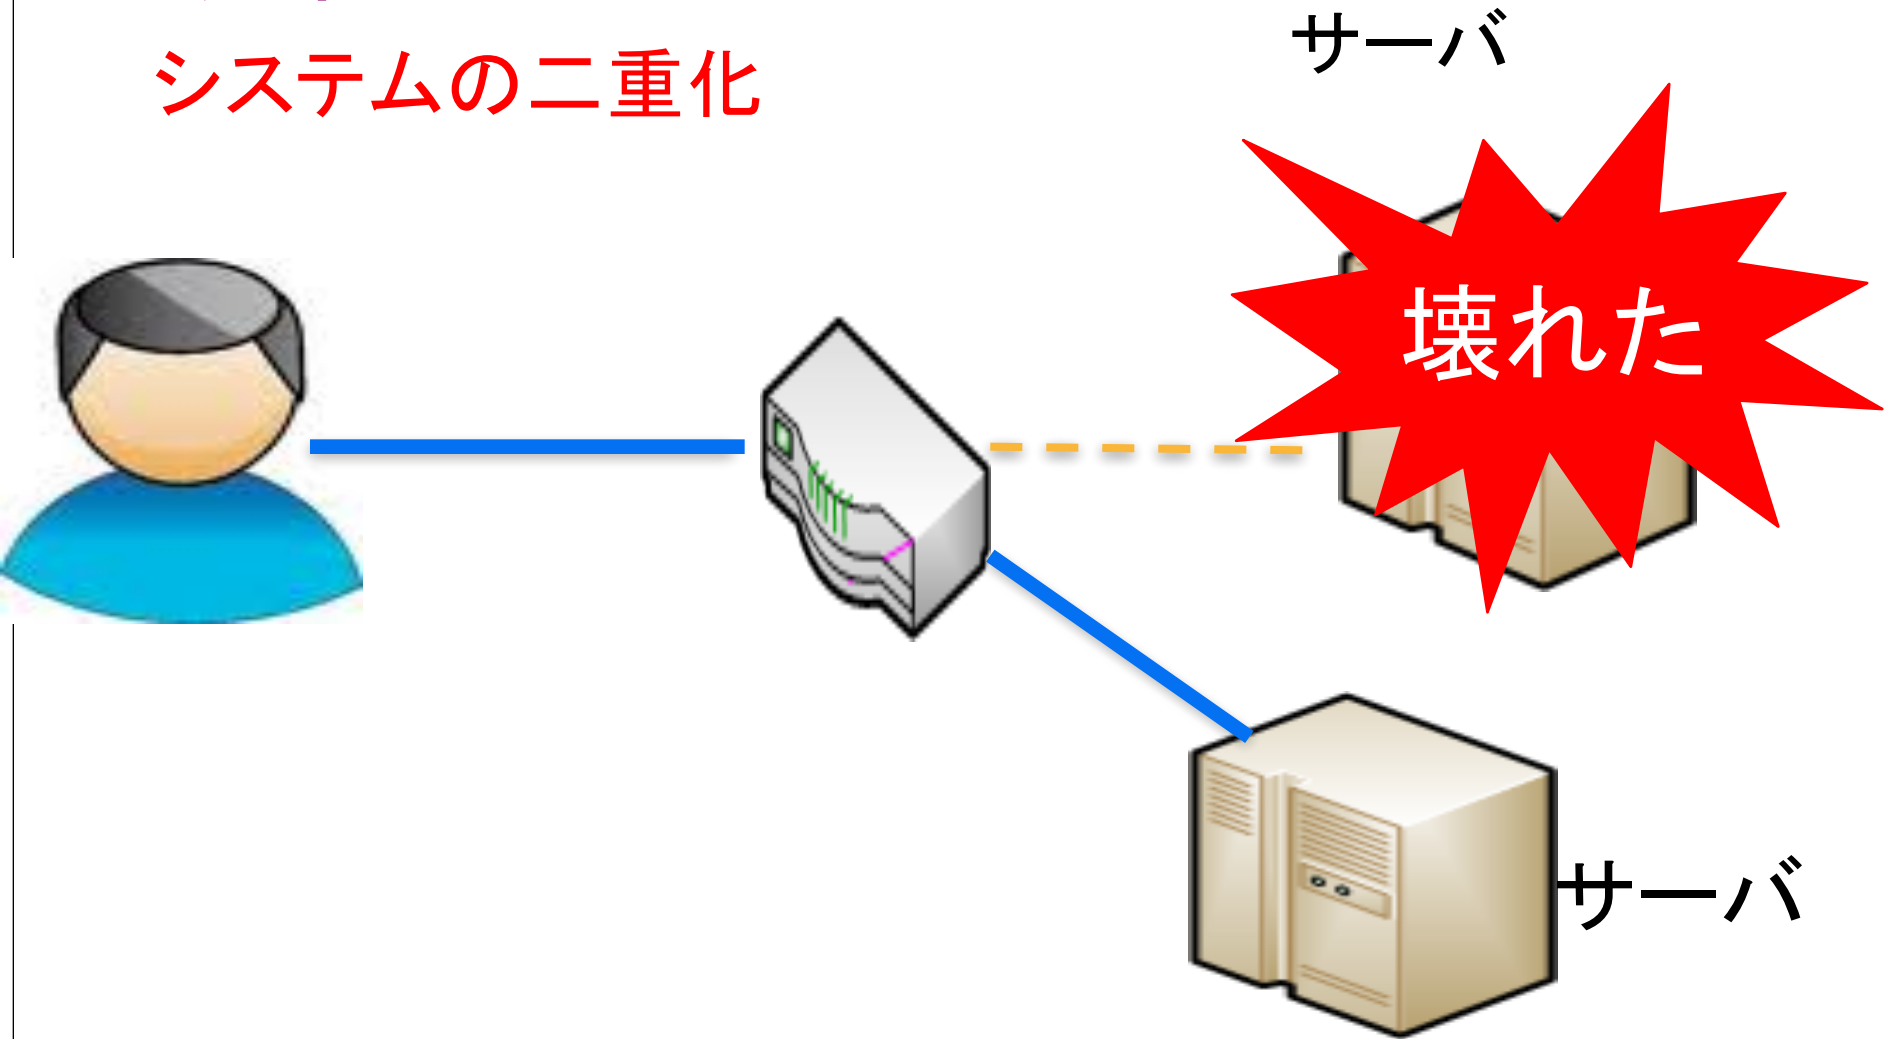 サーバ
システムの二重化
壊れた
サーバ